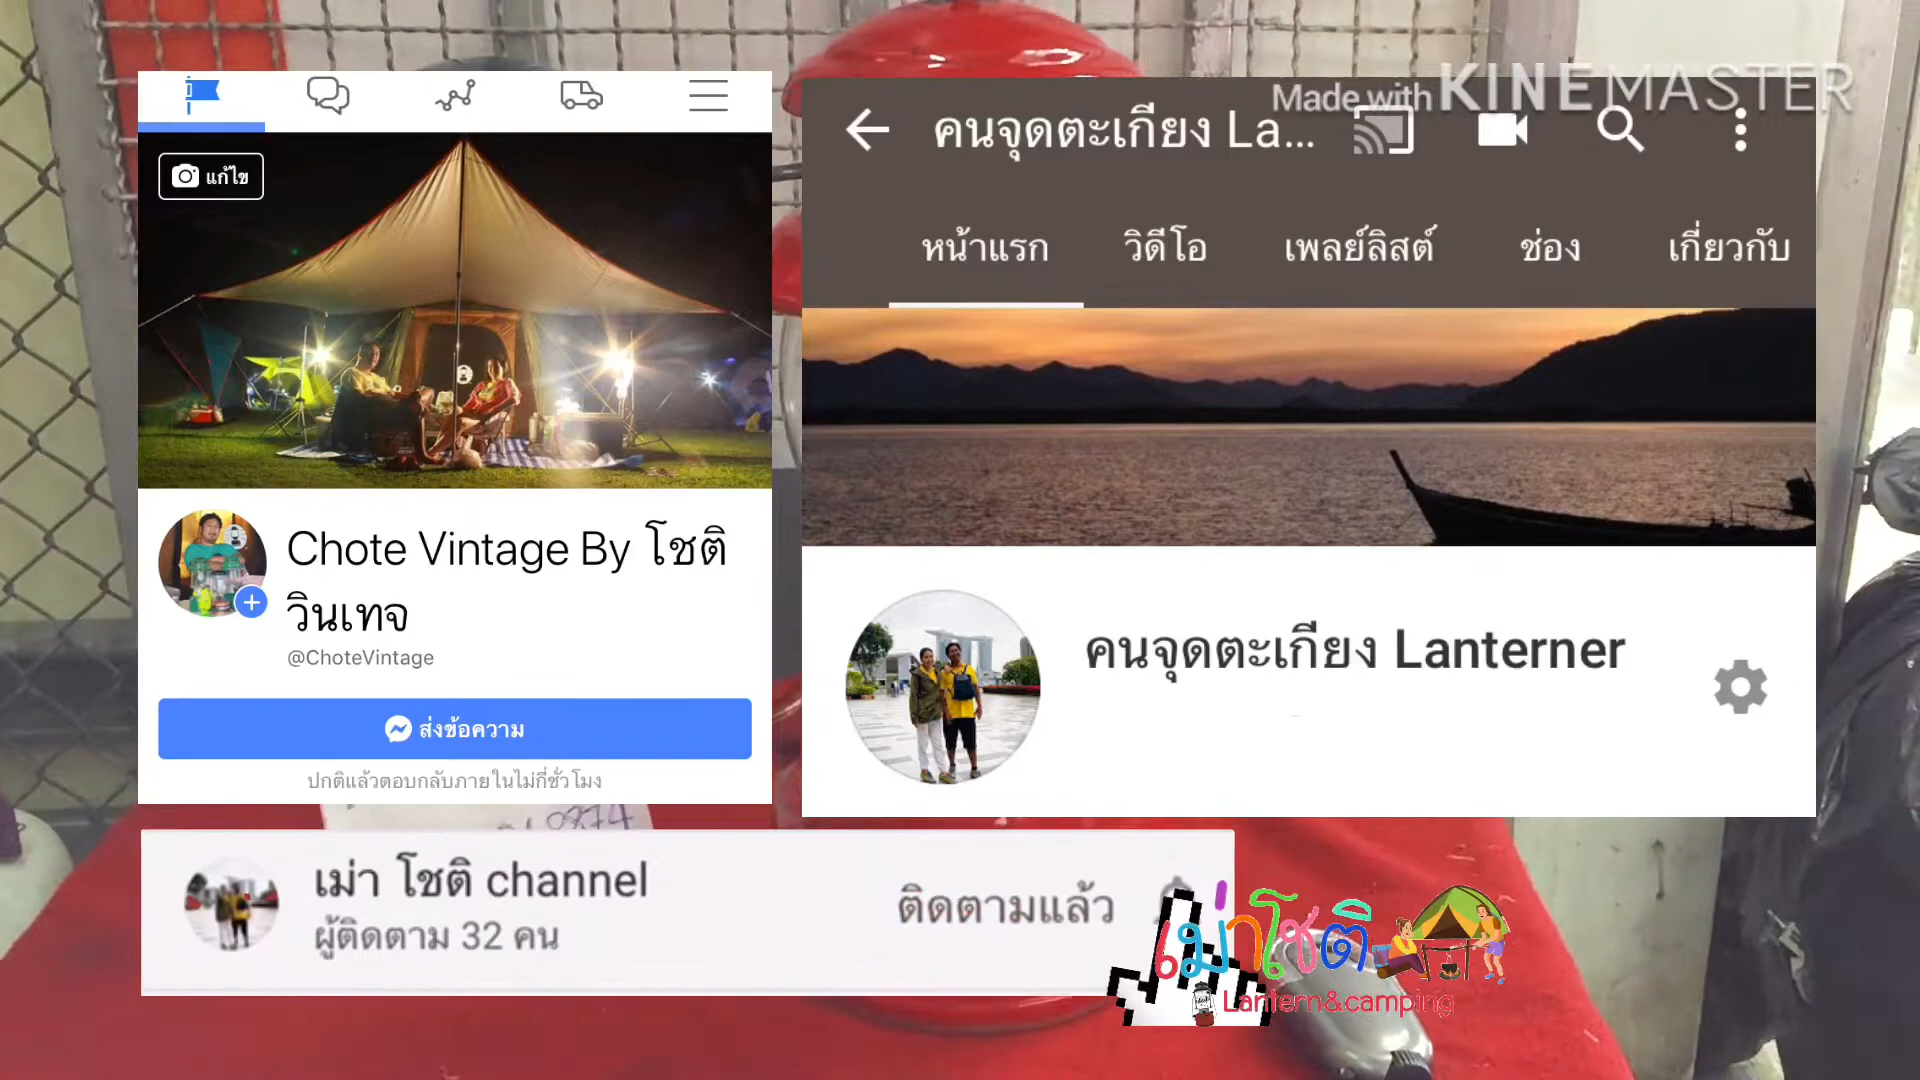 Made with KINEMASTER
แก้ไข
Chote Vintage By โชติ
วินเทจ
@ChoteVintage
ส่งข้อความ
ปกติแล้วตอบกลับภายในไม่กี่ชั่วโมง
คนจุดตะเกียง La...
หน้าแรก วิดีโอ เพลย์ลิสต์ ช่อง เกี่ยวกับ
คนจุดตะเกียง Lanterner
เม่า โชติ channel
ผู้ติดตาม 32 คน
ติดตามแล้ว
เม่าโชติ
Lantern&camping